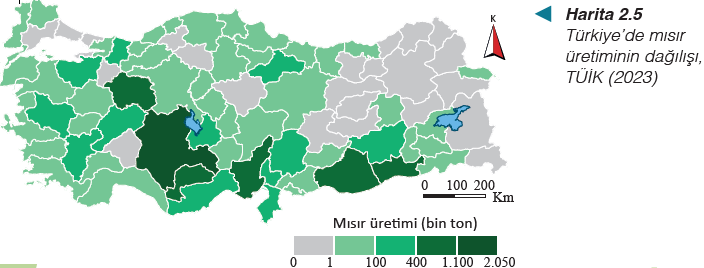 K
Harita 2.5
Türkiye'de mısır
üretiminin dağılışı,
TÜİK (2023)
0 100 200
Km
Mısır üretimi (bin ton)
0 1 100 400 1.100 2.050